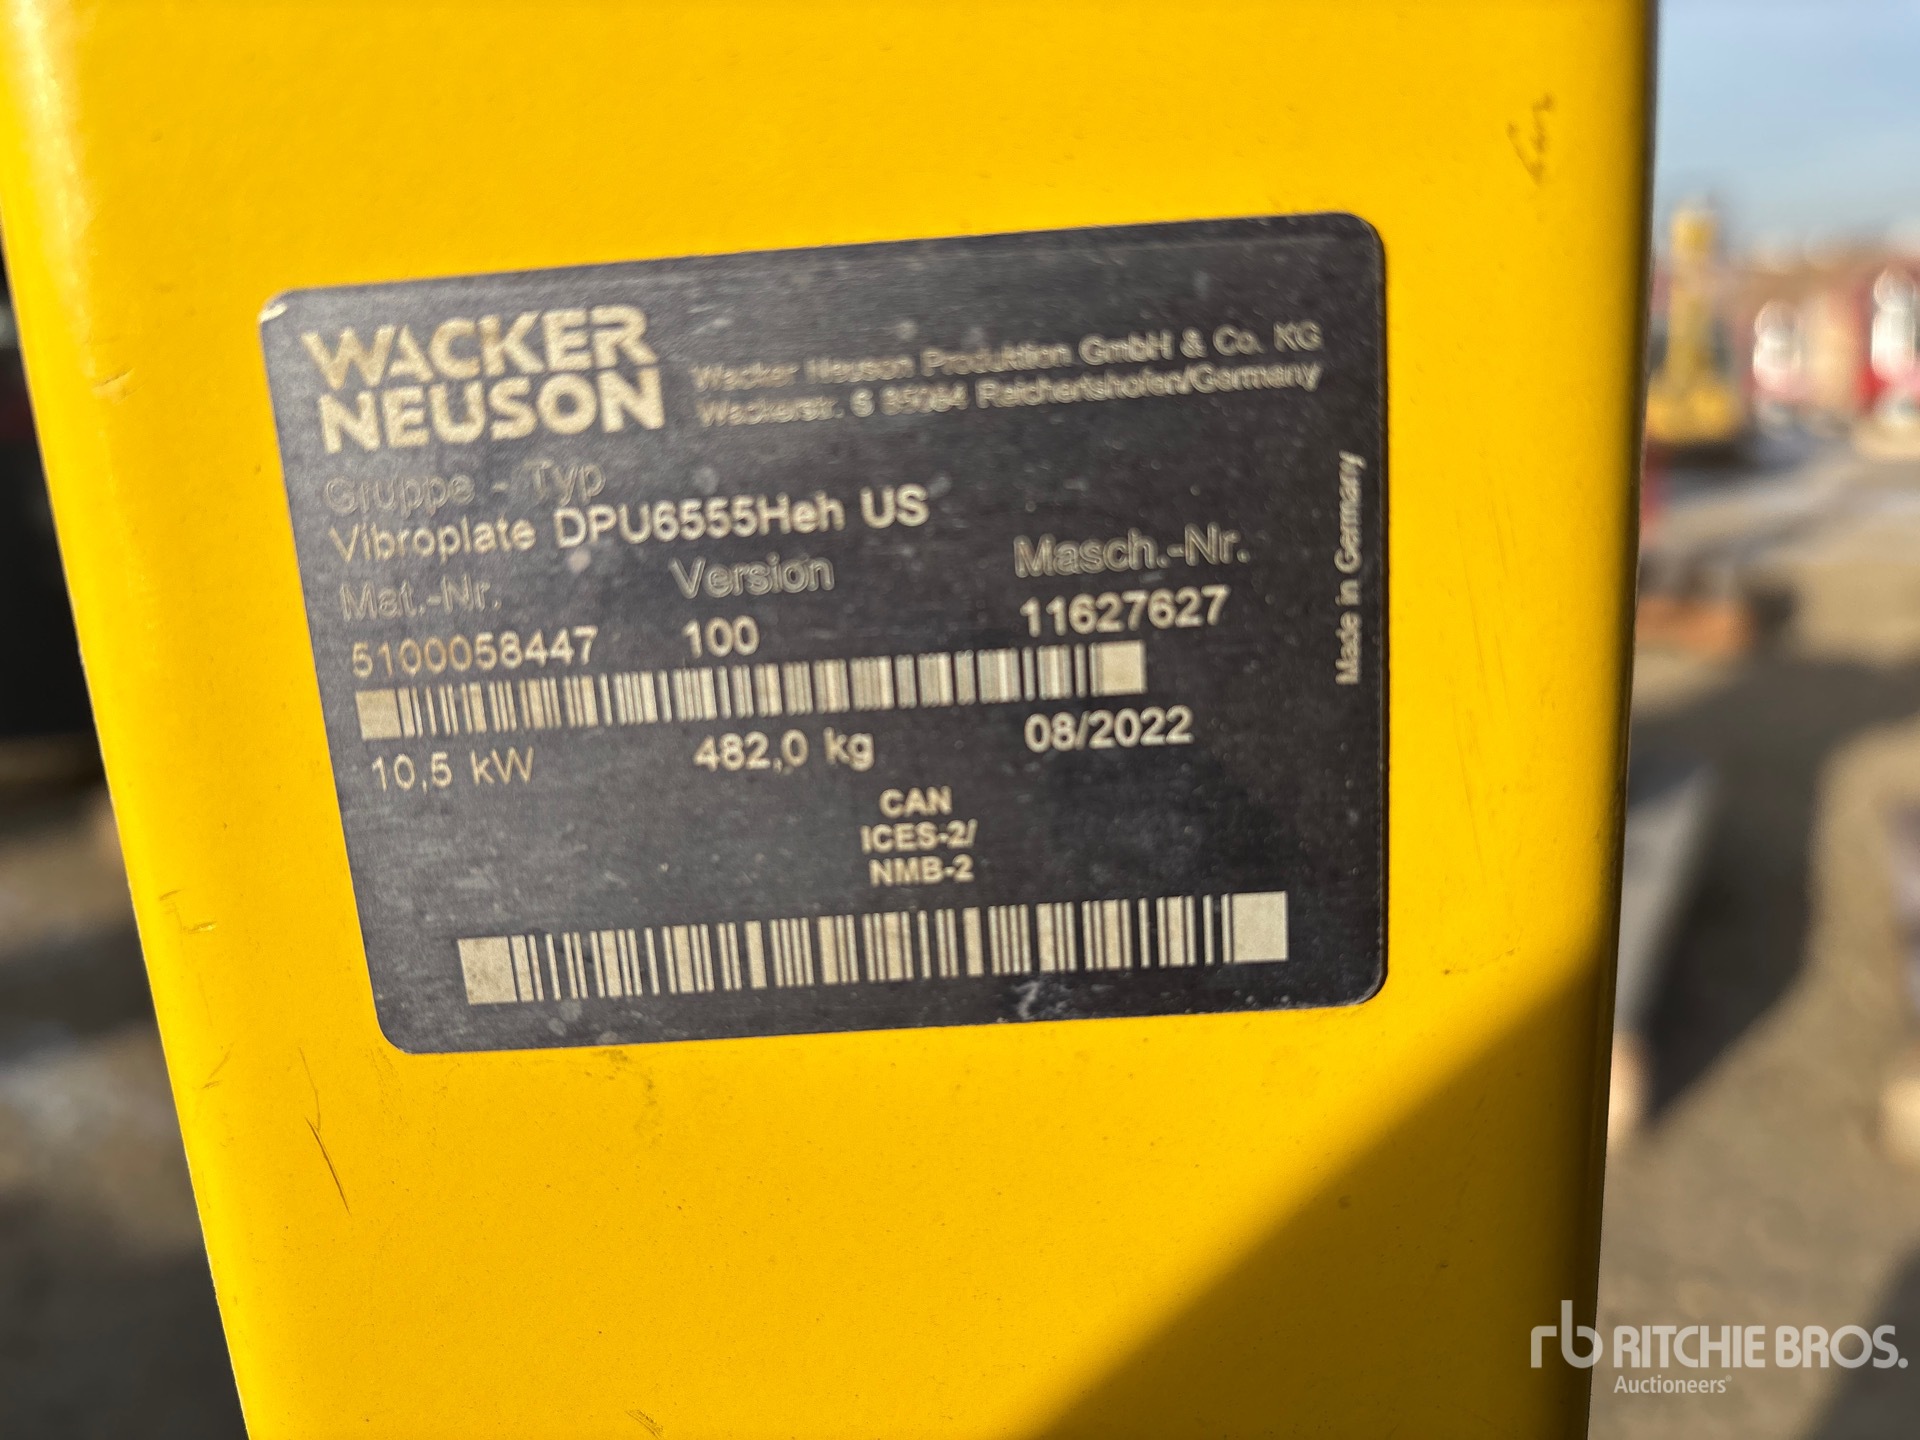 WACKER
NEUSON
Wacker Neuson Produktion GmbH & Co. KG
Wackerstr. 6 85084 Reichertshofen/Germany
Gruppe - Typ
Vibroplate DPU6555Heh US
Mat.-Nr. Version Masch.-Nr.
5100058447 100 11627627
10,5 kW 482,0 kg 08/2022
CAN
ICES-2/
NMB-2
Made in Germany
rb RITCHIE BROS.
Auctioneers